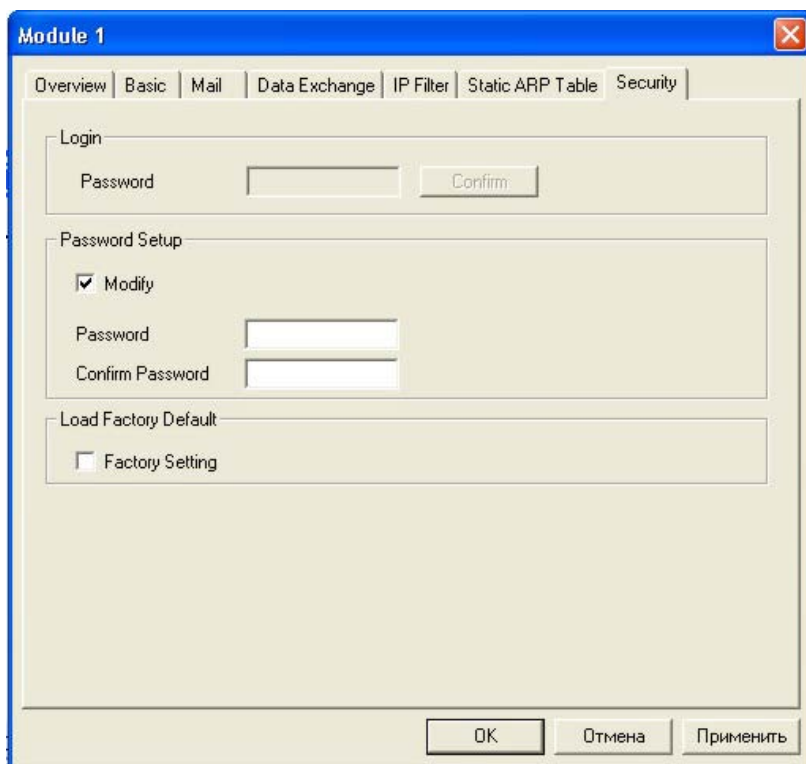 Module 1
Overview Basic Mail Data Exchange IP Filter Static ARP Table Security
Login
Password Confirm
Password Setup
Modify
Password
Confirm Password
Load Factory Default
Factory Setting
OK Отмена Применить